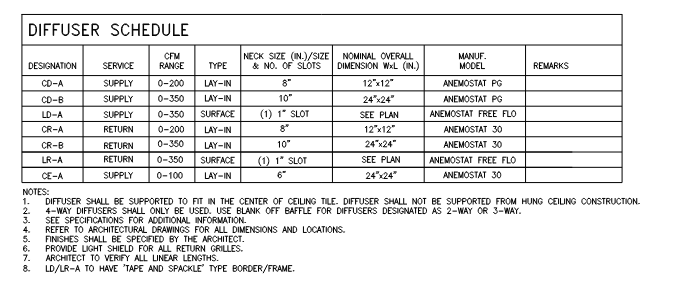 DIFFUSER SCHEDULE
DESIGNATION SERVICE CFM RANGE TYPE NECK SIZE (IN.)/SIZE & NO. OF SLOTS NOMINAL OVERALL DIMENSION WxL (IN.) MANUF. MODEL REMARKS
CD-A SUPPLY 0-200 LAY-IN 8" 12"x12" ANEMOSTAT PG
CD-B SUPPLY 0-350 LAY-IN 10" 24"x24" ANEMOSTAT PG
LD-A SUPPLY 0-350 SURFACE (1) 1" SLOT SEE PLAN ANEMOSTAT FREE FLO
CR-A RETURN 0-200 LAY-IN 8" 12"x12" ANEMOSTAT 30
CR-B RETURN 0-350 LAY-IN 10" 24"x24" ANEMOSTAT 30
LR-A RETURN 0-350 SURFACE (1) 1" SLOT SEE PLAN ANEMOSTAT FREE FLO
CE-A SUPPLY 0-100 LAY-IN 6" 24"x24" ANEMOSTAT 30
NOTES:
1. DIFFUSER SHALL BE SUPPORTED TO FIT IN THE CENTER OF CEILING TILE. DIFFUSER SHALL NOT BE SUPPORTED FROM HUNG CEILING CONSTRUCTION.
2. 4-WAY DIFFUSERS SHALL ONLY BE USED. USE BLANK OFF BAFFLE FOR DIFFUSERS DESIGNATED AS 2-WAY OR 3-WAY.
3. SEE SPECIFICATIONS FOR ADDITIONAL INFORMATION.
4. REFER TO ARCHITECTURAL DRAWINGS FOR ALL DIMENSIONS AND LOCATIONS.
5. FINISHES SHALL BE SPECIFIED BY THE ARCHITECT.
6. PROVIDE LIGHT SHIELD FOR ALL RETURN GRILLES.
7. ARCHITECT TO VERIFY ALL LINEAR LENGTHS.
8. LD/LR-A TO HAVE 'TAPE AND SPACKLE' TYPE BORDER/FRAME.